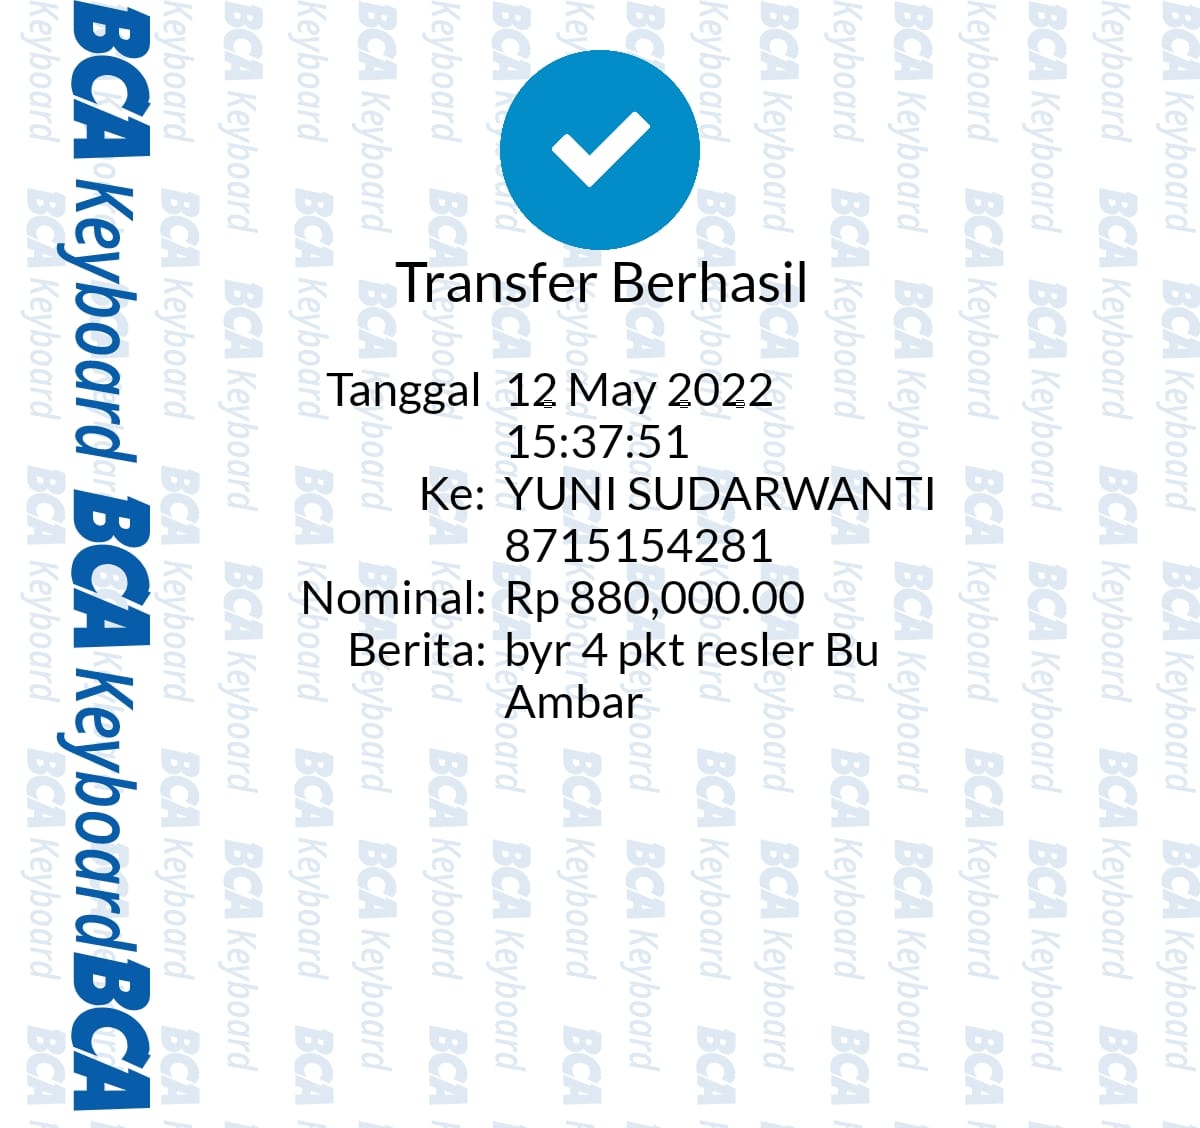 BCA Keyboard BCA Keyboard BCA
Transfer Berhasil
Tanggal 12 May 2022
15:37:51
Ke: YUNI SUDARWANTI
8715154281
Nominal: Rp 880,000.00
Berita: byr 4 pkt resler Bu
Ambar